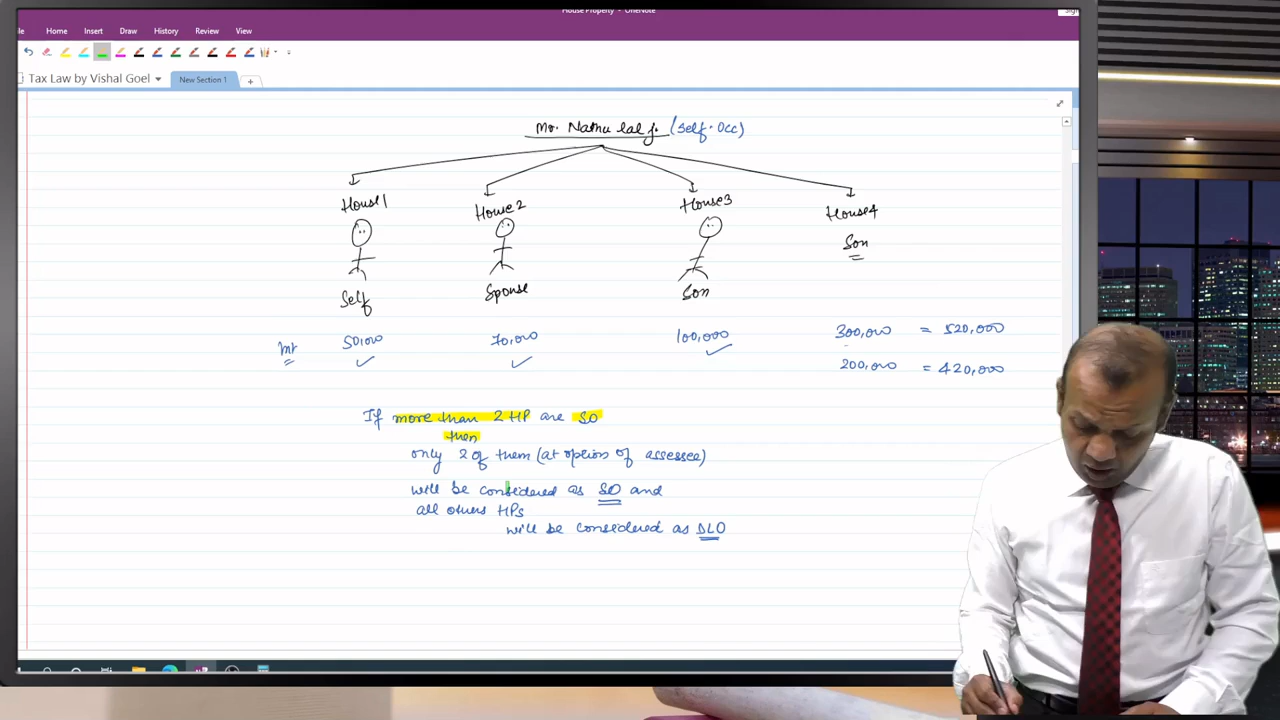 House Property - OneNote
Sign
le Home Insert Draw History Review View
Tax Law by Vishal Goel New Section 1 +
Mr. Nathu lal ji. (Self-Occ)
House1 House2 House3 House4
Son
Self Spouse Son
Int 50,000 70,000 100,000 300,000 = 520,000
200,000 = 420,000
If more than 2 HP are SO
then
only 2 of them (at option of assessee)
will be considered as SO and
all others HPs
will be considered as DLO